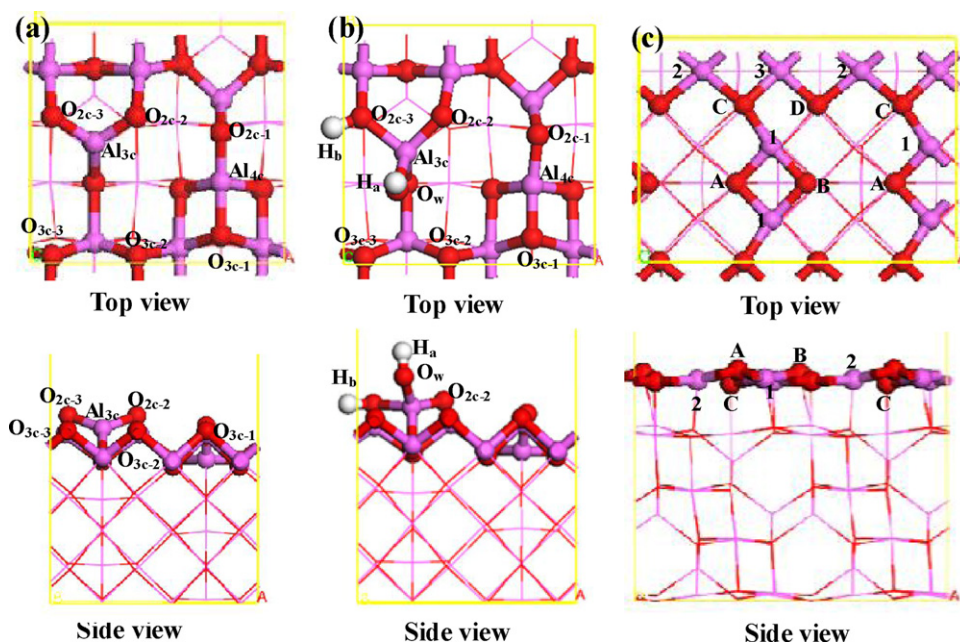 (a)
O2c-3
O2c-2
O2c-1
Al3c
Al4c
O3c-3
O3c-2
O3c-1
A
Top view
(b)
O2c-3
O2c-2
O2c-1
Hb
Al3c
Ha
Al4c
Ow
O3c-3
O3c-2
O3c-1
A
Top view
(c)
2 3 2
C D C
1 1
A B A
1
Top view
O2c-3
Al3c
O2c-2
O3c-3
O3c-1
O3c-2
B A
Side view
Ha
Ow
Hb
O2c-2
A
Side view
A B
2 C 1 2 C
A
Side view